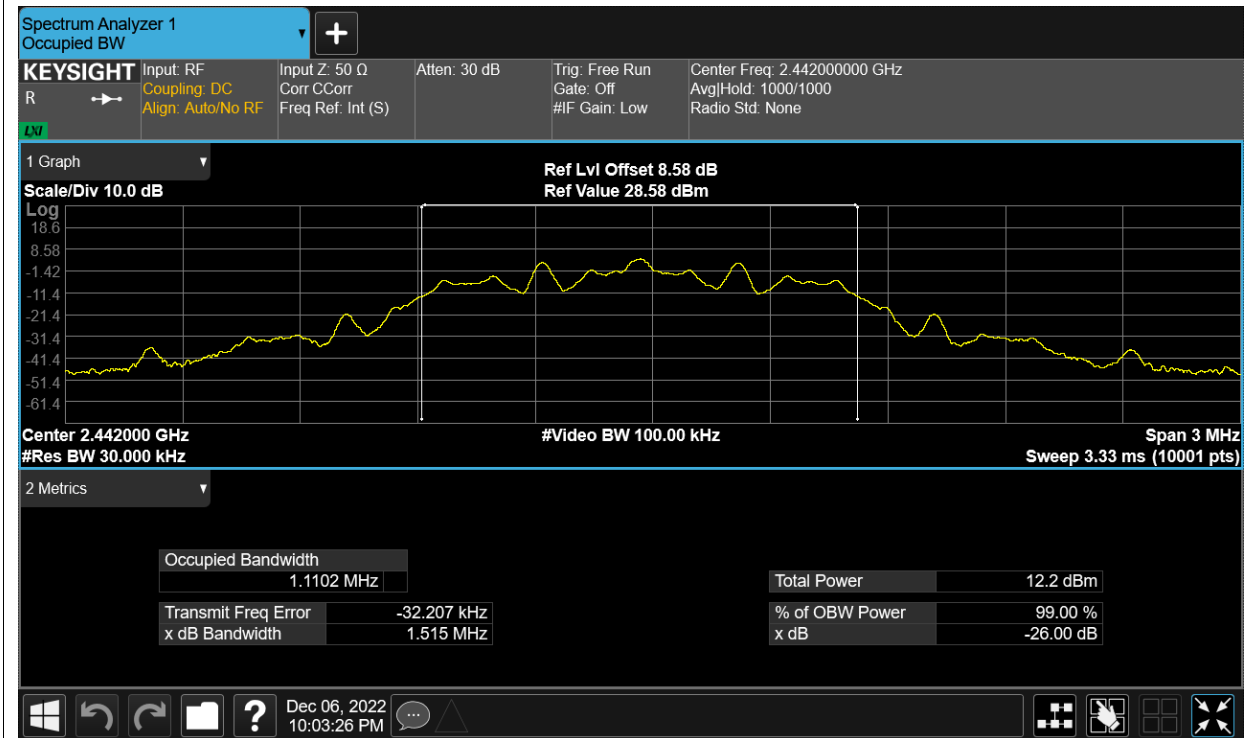 Spectrum Analyzer 1
Occupied BW
KEYSIGHT
R
LXI
Input: RF
Coupling: DC
Align: Auto/No RF
Input Z: 50 Ω
Corr CCorr
Freq Ref: Int (S)
Atten: 30 dB
Trig: Free Run
Gate: Off
#IF Gain: Low
Center Freq: 2.442000000 GHz
Avg|Hold: 1000/1000
Radio Std: None
1 Graph
Scale/Div 10.0 dB
Ref Lvl Offset 8.58 dB
Ref Value 28.58 dBm
Log
18.6
8.58
-1.42
-11.4
-21.4
-31.4
-41.4
-51.4
-61.4
Center 2.442000 GHz
#Res BW 30.000 kHz
#Video BW 100.00 kHz
Span 3 MHz
Sweep 3.33 ms (10001 pts)
2 Metrics
Occupied Bandwidth
1.1102 MHz
Transmit Freq Error -32.207 kHz
x dB Bandwidth 1.515 MHz
Total Power 12.2 dBm
% of OBW Power 99.00 %
x dB -26.00 dB
?
Dec 06, 2022
10:03:26 PM